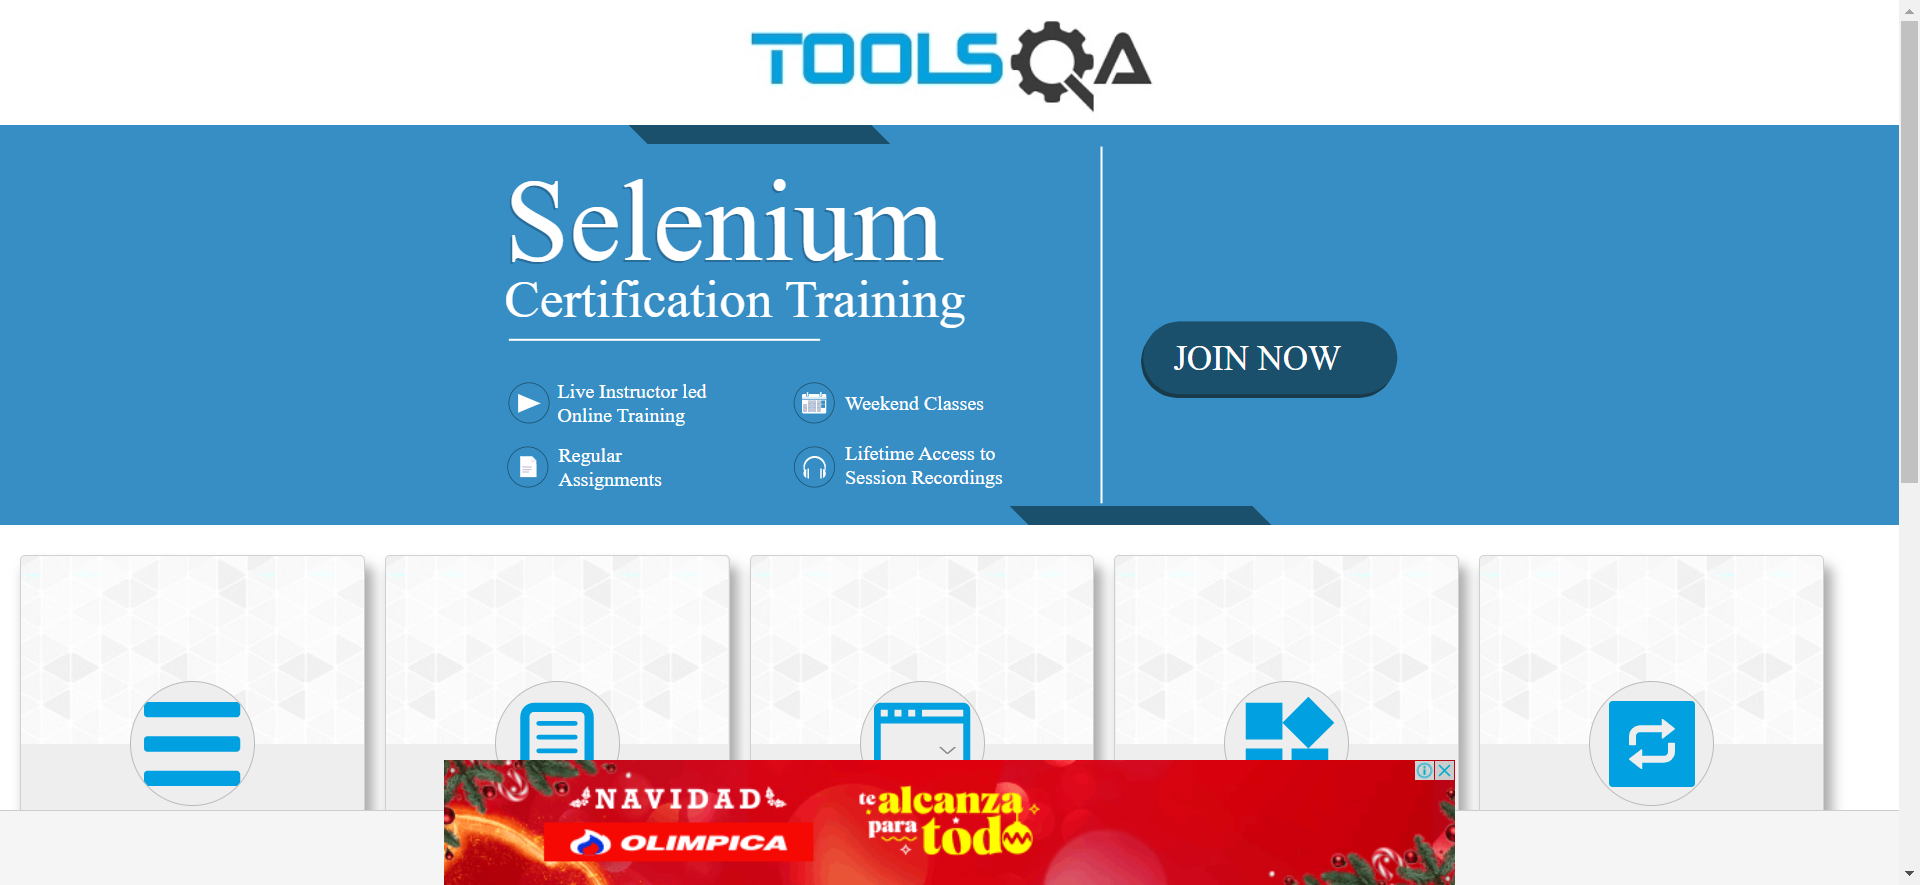 TOOLSQA
Selenium
Certification Training
JOIN NOW
Live Instructor led
Online Training
Weekend Classes
Regular
Assignments
Lifetime Access to
Session Recordings
NAVIDAD
OLIMPICA
te
alcanza
para
todo